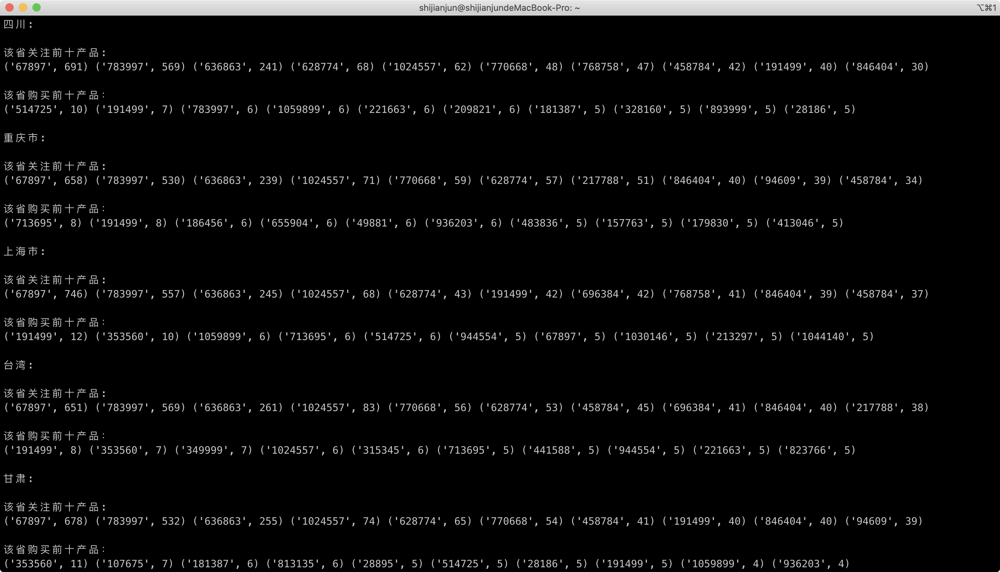 shijianjun@shijianjundeMacBook-Pro: ~
⌥⌘1
四川:
该省关注前十产品:
('67897', 691) ('783997', 569) ('636863', 241) ('628774', 68) ('1024557', 62) ('770668', 48) ('768758', 47) ('458784', 42) ('191499', 40) ('846404', 30)
该省购买前十产品:
('514725', 10) ('191499', 7) ('783997', 6) ('1059899', 6) ('221663', 6) ('209821', 6) ('181387', 5) ('328160', 5) ('893999', 5) ('28186', 5)
重庆市:
该省关注前十产品:
('67897', 658) ('783997', 530) ('636863', 239) ('1024557', 71) ('770668', 59) ('628774', 57) ('217788', 51) ('846404', 40) ('94609', 39) ('458784', 34)
该省购买前十产品:
('713695', 8) ('191499', 8) ('186456', 6) ('655904', 6) ('49881', 6) ('936203', 6) ('483836', 5) ('157763', 5) ('179830', 5) ('413046', 5)
上海市:
该省关注前十产品:
('67897', 746) ('783997', 557) ('636863', 245) ('1024557', 68) ('628774', 43) ('191499', 42) ('696384', 42) ('768758', 41) ('846404', 39) ('458784', 37)
该省购买前十产品:
('191499', 12) ('353560', 10) ('1059899', 6) ('713695', 6) ('514725', 6) ('944554', 5) ('67897', 5) ('1030146', 5) ('213297', 5) ('1044140', 5)
台湾:
该省关注前十产品:
('67897', 651) ('783997', 569) ('636863', 261) ('1024557', 83) ('770668', 56) ('628774', 53) ('458784', 45) ('696384', 41) ('846404', 40) ('217788', 38)
该省购买前十产品:
('191499', 8) ('353560', 7) ('349999', 7) ('1024557', 6) ('315345', 6) ('713695', 5) ('441588', 5) ('944554', 5) ('221663', 5) ('823766', 5)
甘肃:
该省关注前十产品:
('67897', 678) ('783997', 532) ('636863', 255) ('1024557', 74) ('628774', 65) ('770668', 54) ('458784', 41) ('191499', 40) ('846404', 40) ('94609', 39)
该省购买前十产品:
('353560', 11) ('107675', 7) ('181387', 6) ('813135', 6) ('28895', 5) ('514725', 5) ('28186', 5) ('191499', 5) ('1059899', 4) ('936203', 4)